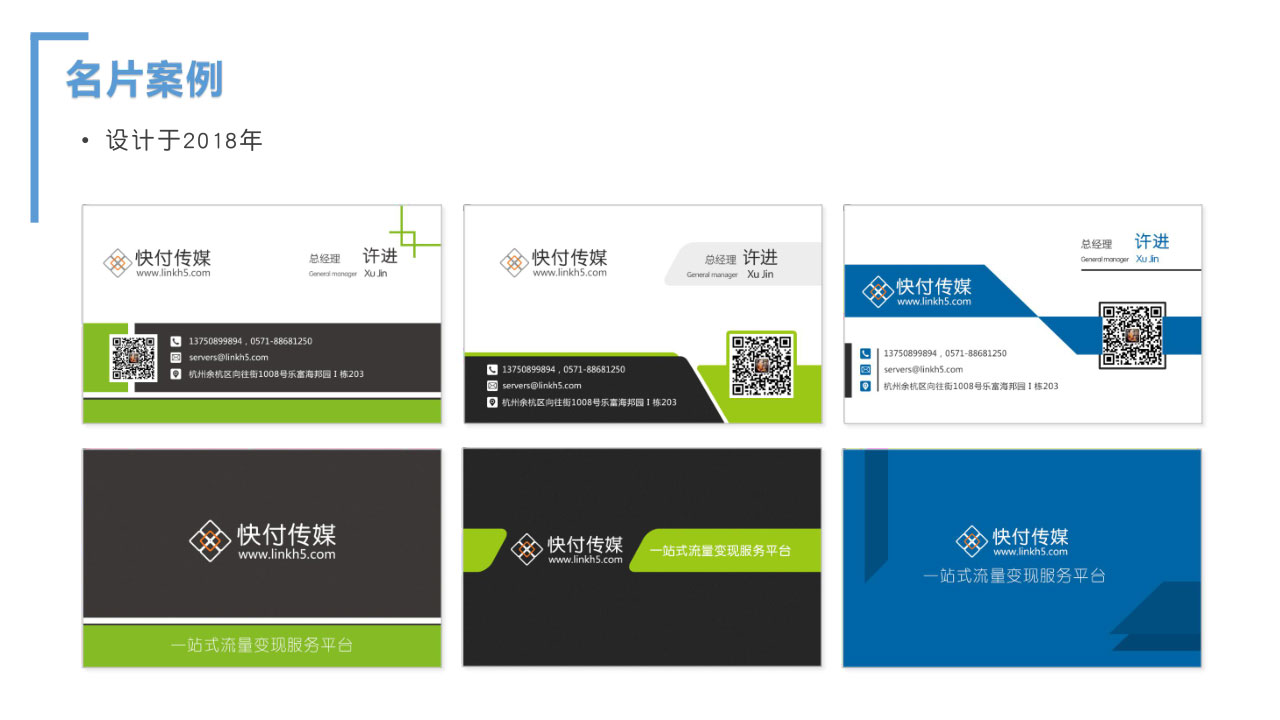 名片案例
• 设计于2018年
快付传媒
www.linkh5.com
总经理 许进
General manager Xu Jin
13750899894，0571-88681250
servers@linkh5.com
杭州余杭区向往街1008号乐富海邦园Ⅰ栋203
快付传媒
www.linkh5.com
总经理 许进
General manager Xu Jin
13750899894，0571-88681250
servers@linkh5.com
杭州余杭区向往街1008号乐富海邦园Ⅰ栋203
总经理 许进
General manager Xu Jin
快付传媒
www.linkh5.com
13750899894，0571-88681250
servers@linkh5.com
杭州余杭区向往街1008号乐富海邦园Ⅰ栋203
快付传媒
www.linkh5.com
一站式流量变现服务平台
快付传媒
www.linkh5.com
一站式流量变现服务平台
快付传媒
www.linkh5.com
一站式流量变现服务平台